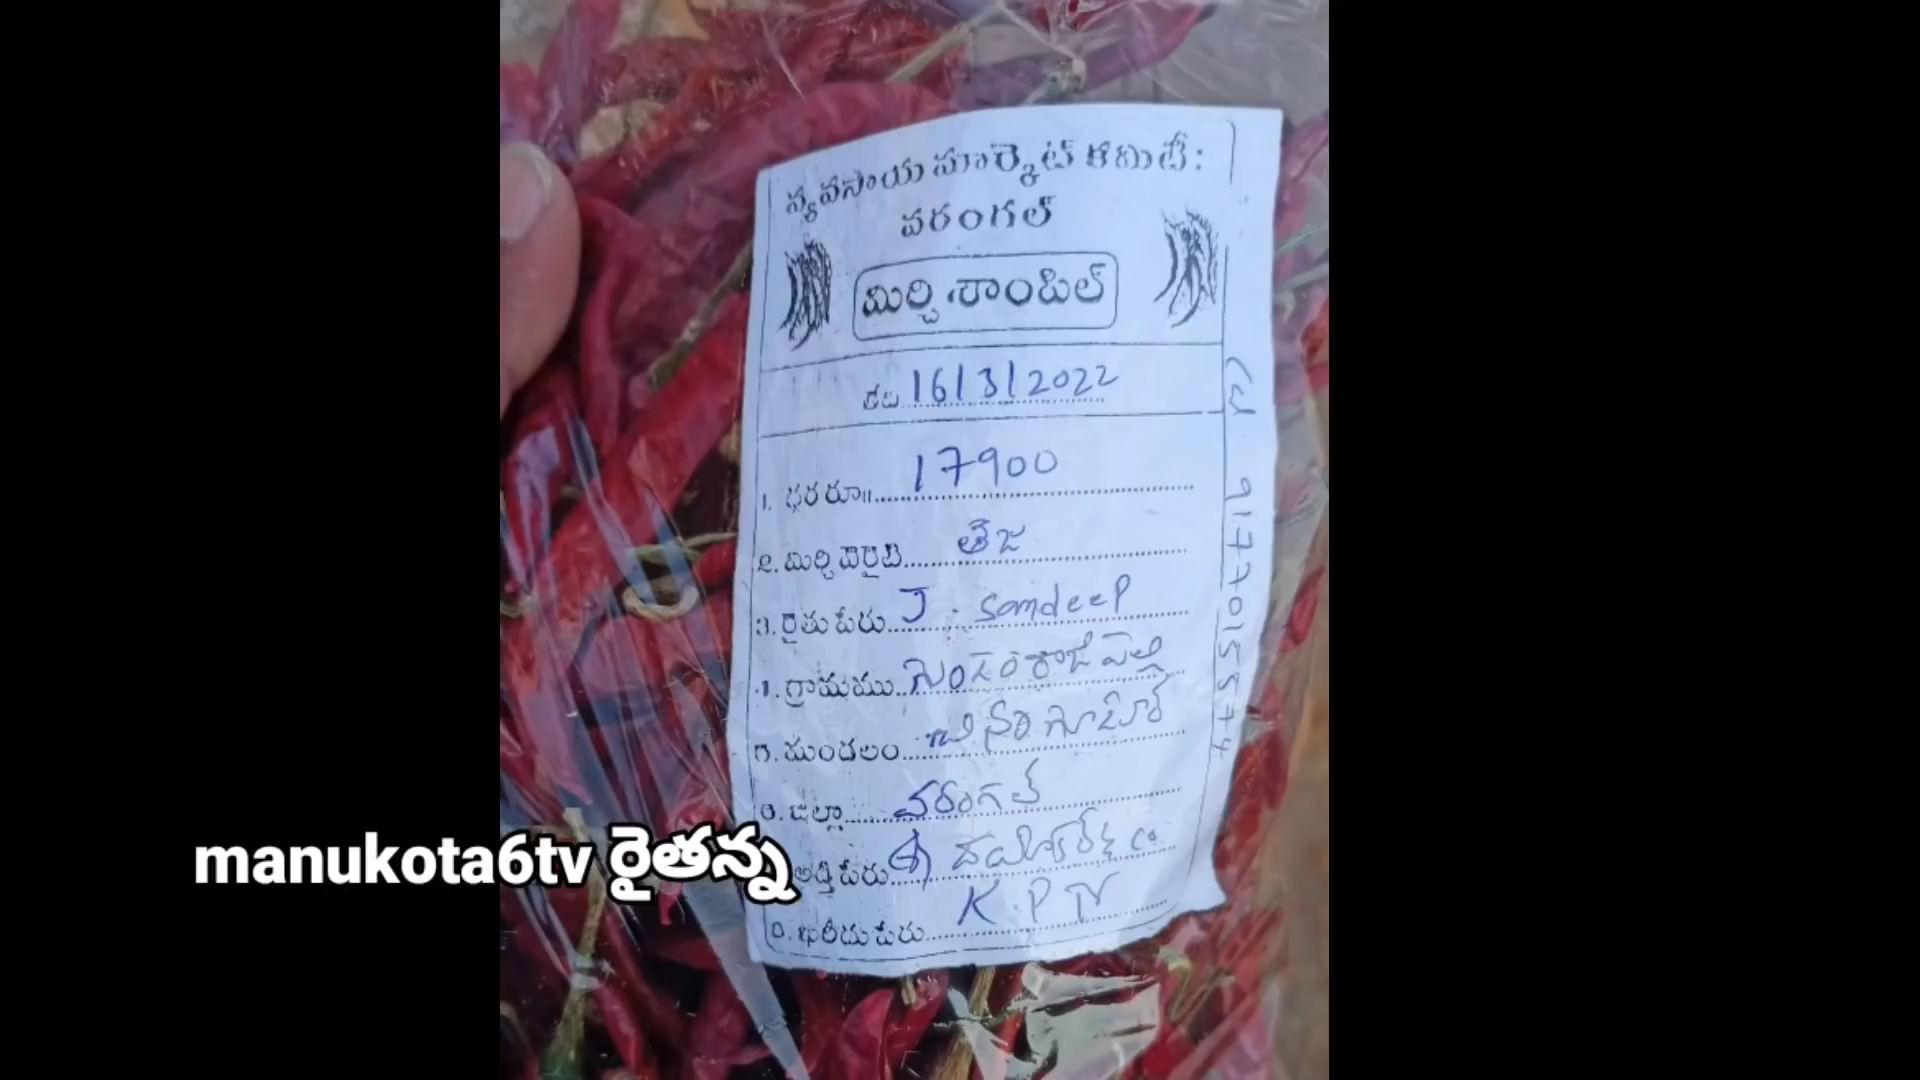 వ్యవసాయ మార్కెట్ కమిటీ:
వరంగల్
మిర్చి శాంపిల్
తేది 16/3/2022
1. ధర రూ॥ 17900
2. మిర్చి వెరైటి తేజ
3. రైతు పేరు J. Sandeep
4. గ్రామము
5. మండలం
6. జిల్లా వరంగల్
అడ్తి పేరు
8. ఖరీదు పేరు K.P.N
manukota6tv రైతన్న